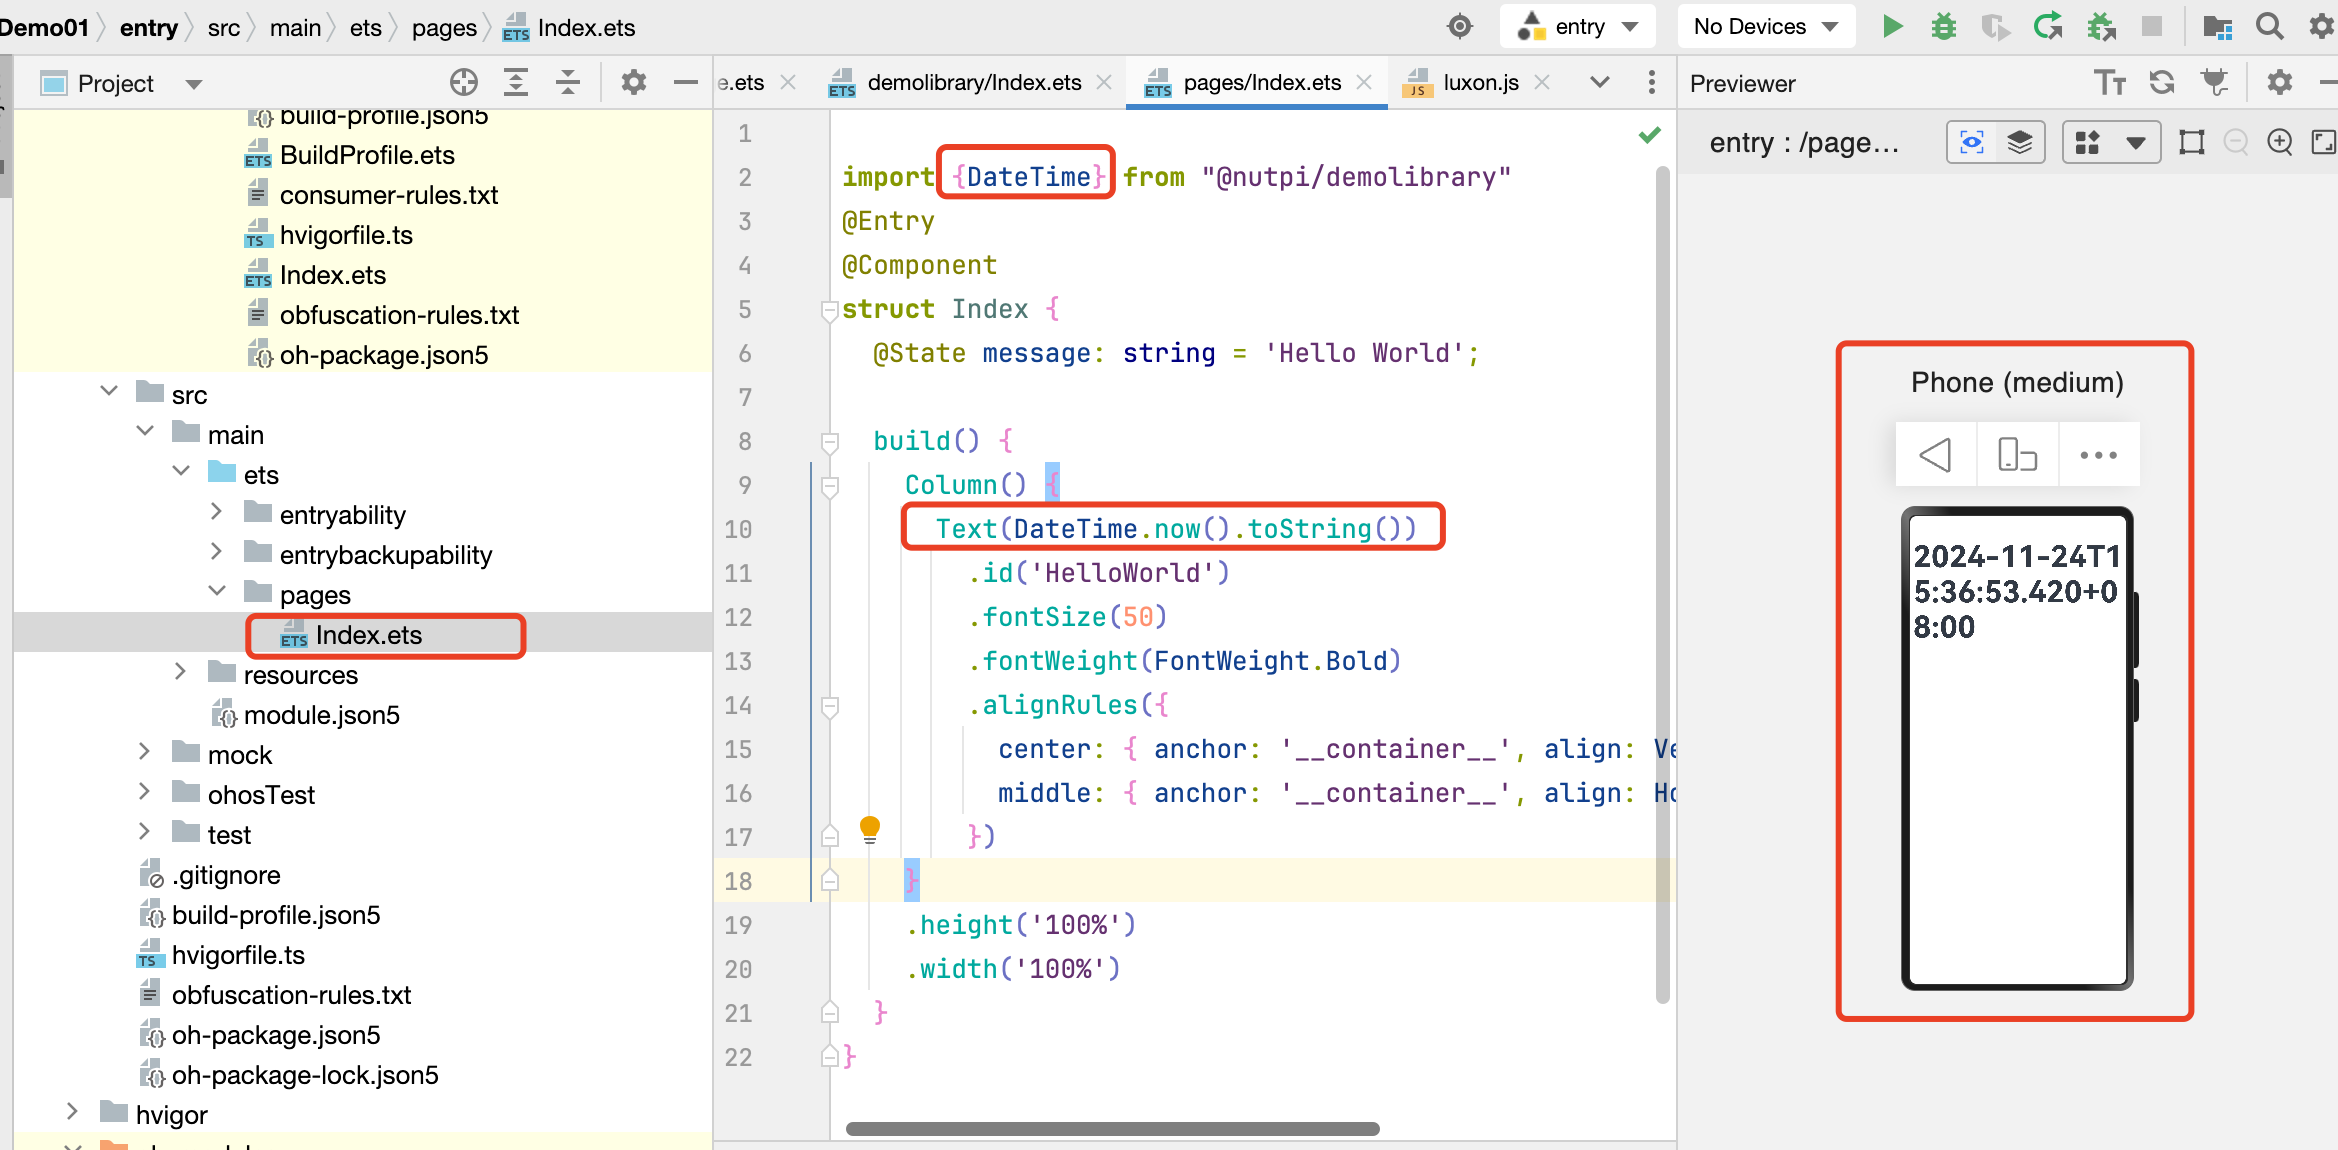 Demo01 entry src main ets pages Index.ets
entry
No Devices
Project
e.ets
demolibrary/Index.ets
pages/Index.ets
luxon.js
Previewer
build-profile.json5
BuildProfile.ets
consumer-rules.txt
hvigorfile.ts
Index.ets
obfuscation-rules.txt
oh-package.json5
src
main
ets
entryability
entrybackupability
pages
Index.ets
resources
module.json5
mock
ohosTest
test
.gitignore
build-profile.json5
hvigorfile.ts
obfuscation-rules.txt
oh-package.json5
oh-package-lock.json5
hvigor
1
2 import {DateTime} from "@nutpi/demolibrary"
3 @Entry
4 @Component
5 struct Index {
6 @State message: string = 'Hello World';
7
8 build() {
9 Column() {
10 Text(DateTime.now().toString())
11 .id('HelloWorld')
12 .fontSize(50)
13 .fontWeight(FontWeight.Bold)
14 .alignRules({
15 center: { anchor: '__container__', align: Ve
16 middle: { anchor: '__container__', align: Ho
17 })
18 }
19 .height('100%')
20 .width('100%')
21 }
22 }
entry : /page...
Phone (medium)
2024-11-24T1
5:36:53.420+0
8:00